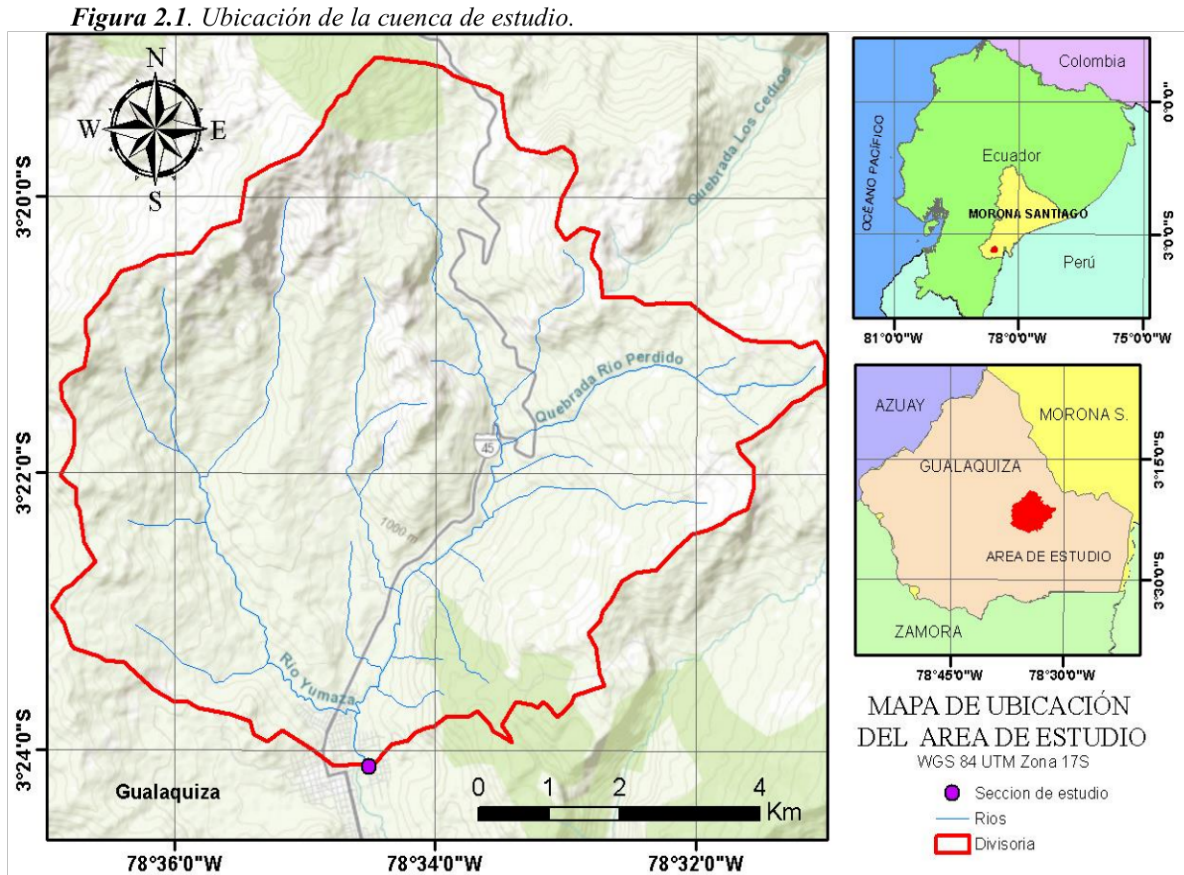 Figura 2.1. Ubicación de la cuenca de estudio.
N
W
E
S
3°20'0"S
3°22'0"S
3°24'0"S
78°36'0"W
78°34'0"W
78°32'0"W
Quebrada Los Cedros
Quebrada Rio Perdido
45
1000 m
Río Yumaza
Gualaquiza
0 1 2 4
Km
Colombia
Ecuador
OCÉANO PACÍFICO
MORONA SANTIAGO
Perú
0°0'0"
3°0'0"S
81°0'0"W
78°0'0"W
75°0'0"W
AZUAY
MORONA S.
GUALAQUIZA
AREA DE ESTUDIO
ZAMORA
3°15'0"S
3°30'0"S
78°45'0"W
78°30'0"W
MAPA DE UBICACIÓN
DEL AREA DE ESTUDIO
WGS 84 UTM Zona 17S
Seccion de estudio
Rios
Divisoria